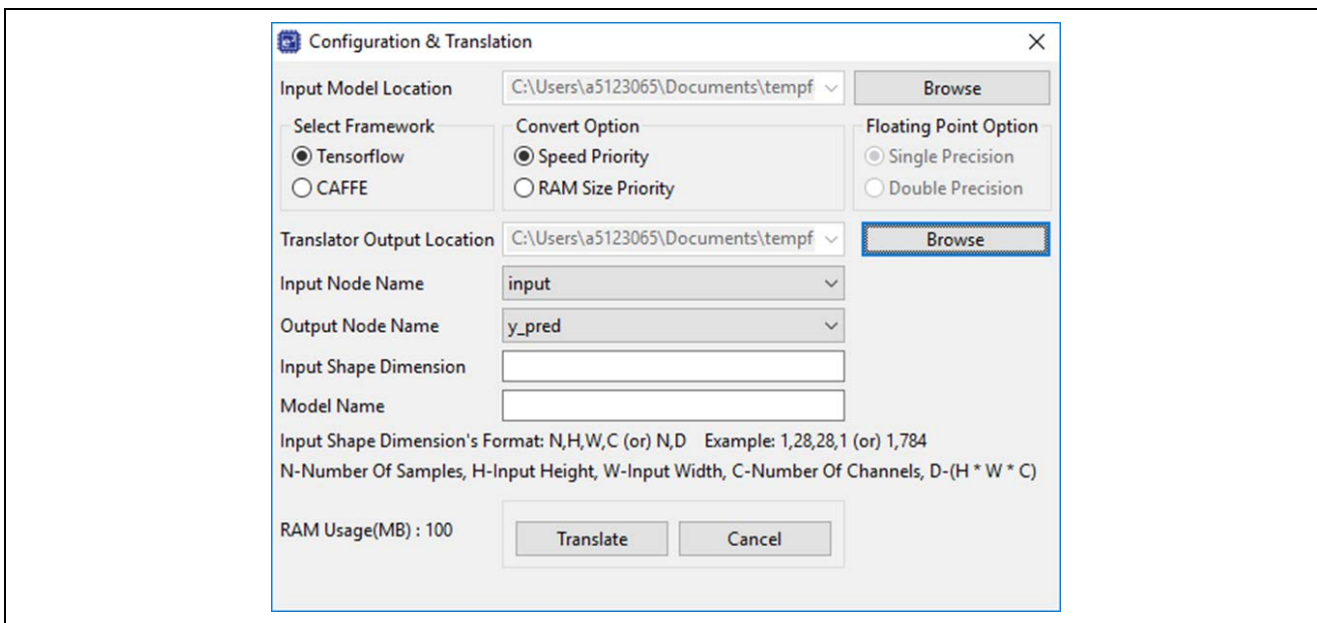 Configuration & Translation
Input Model Location C:\Users\a5123065\Documents\tempf Browse
Select Framework Convert Option Floating Point Option
Tensorflow Speed Priority Single Precision
CAFFE RAM Size Priority Double Precision
Translator Output Location C:\Users\a5123065\Documents\tempf Browse
Input Node Name input
Output Node Name y_pred
Input Shape Dimension
Model Name
Input Shape Dimension's Format: N,H,W,C (or) N,D Example: 1,28,28,1 (or) 1,784
N-Number Of Samples, H-Input Height, W-Input Width, C-Number Of Channels, D-(H * W * C)
RAM Usage(MB) : 100 Translate Cancel